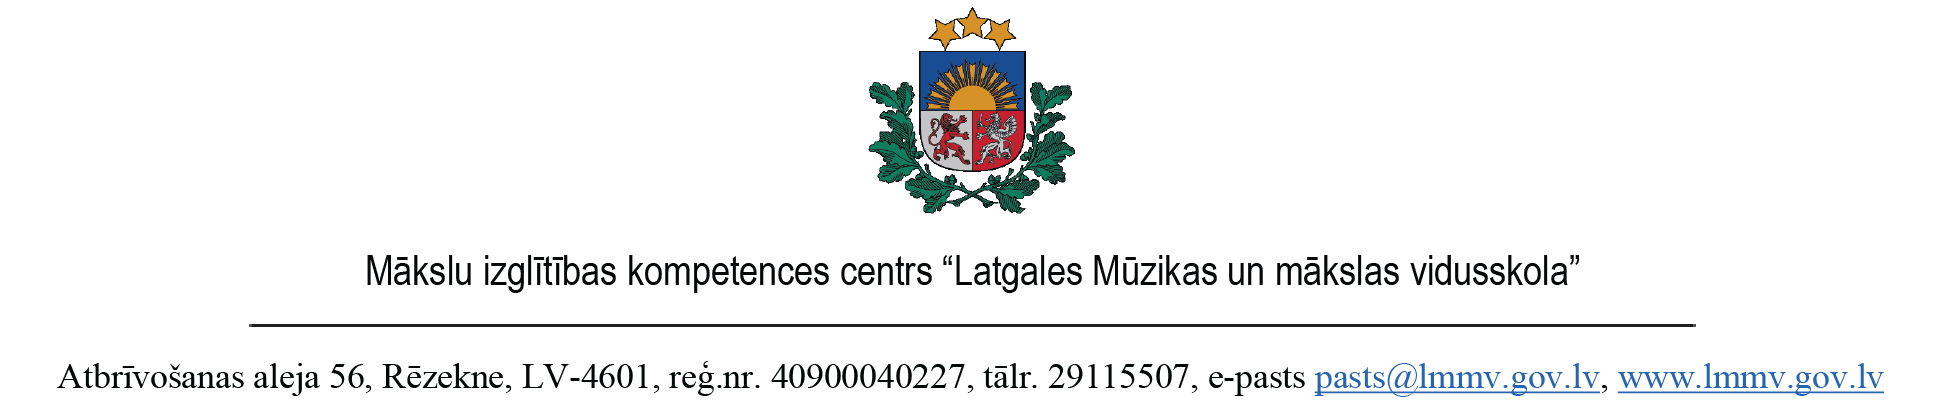 Mākslu izglītības kompetences centrs “Latgales Mūzikas un mākslas vidusskola”
Atbrīvošanas aleja 56, Rēzekne, LV-4601, reģ.nr. 40900040227, tālr. 29115507, e-pasts pasts@lmmv.gov.lv, www.lmmv.gov.lv